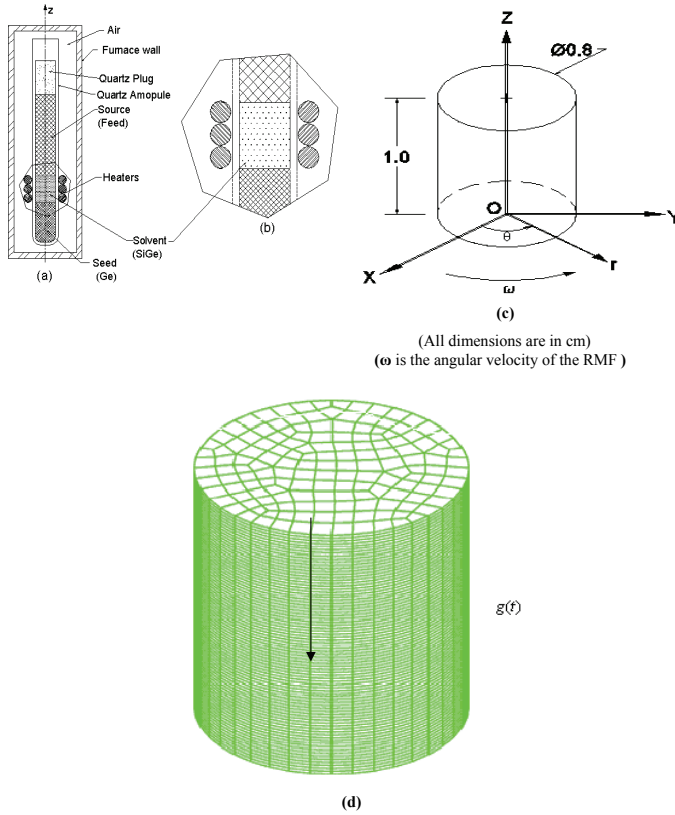 z
Air
Furnace wall
Quartz Plug
Quartz Amopule
Source
(Feed)
Heaters
Solvent
(SiGe)
Seed
(Ge)
(a)
(b)
Z
Ø0.8
1.0
O
Y
θ
X
r
ω
(c)
(All dimensions are in cm)
(ω is the angular velocity of the RMF )
g(t)
(d)